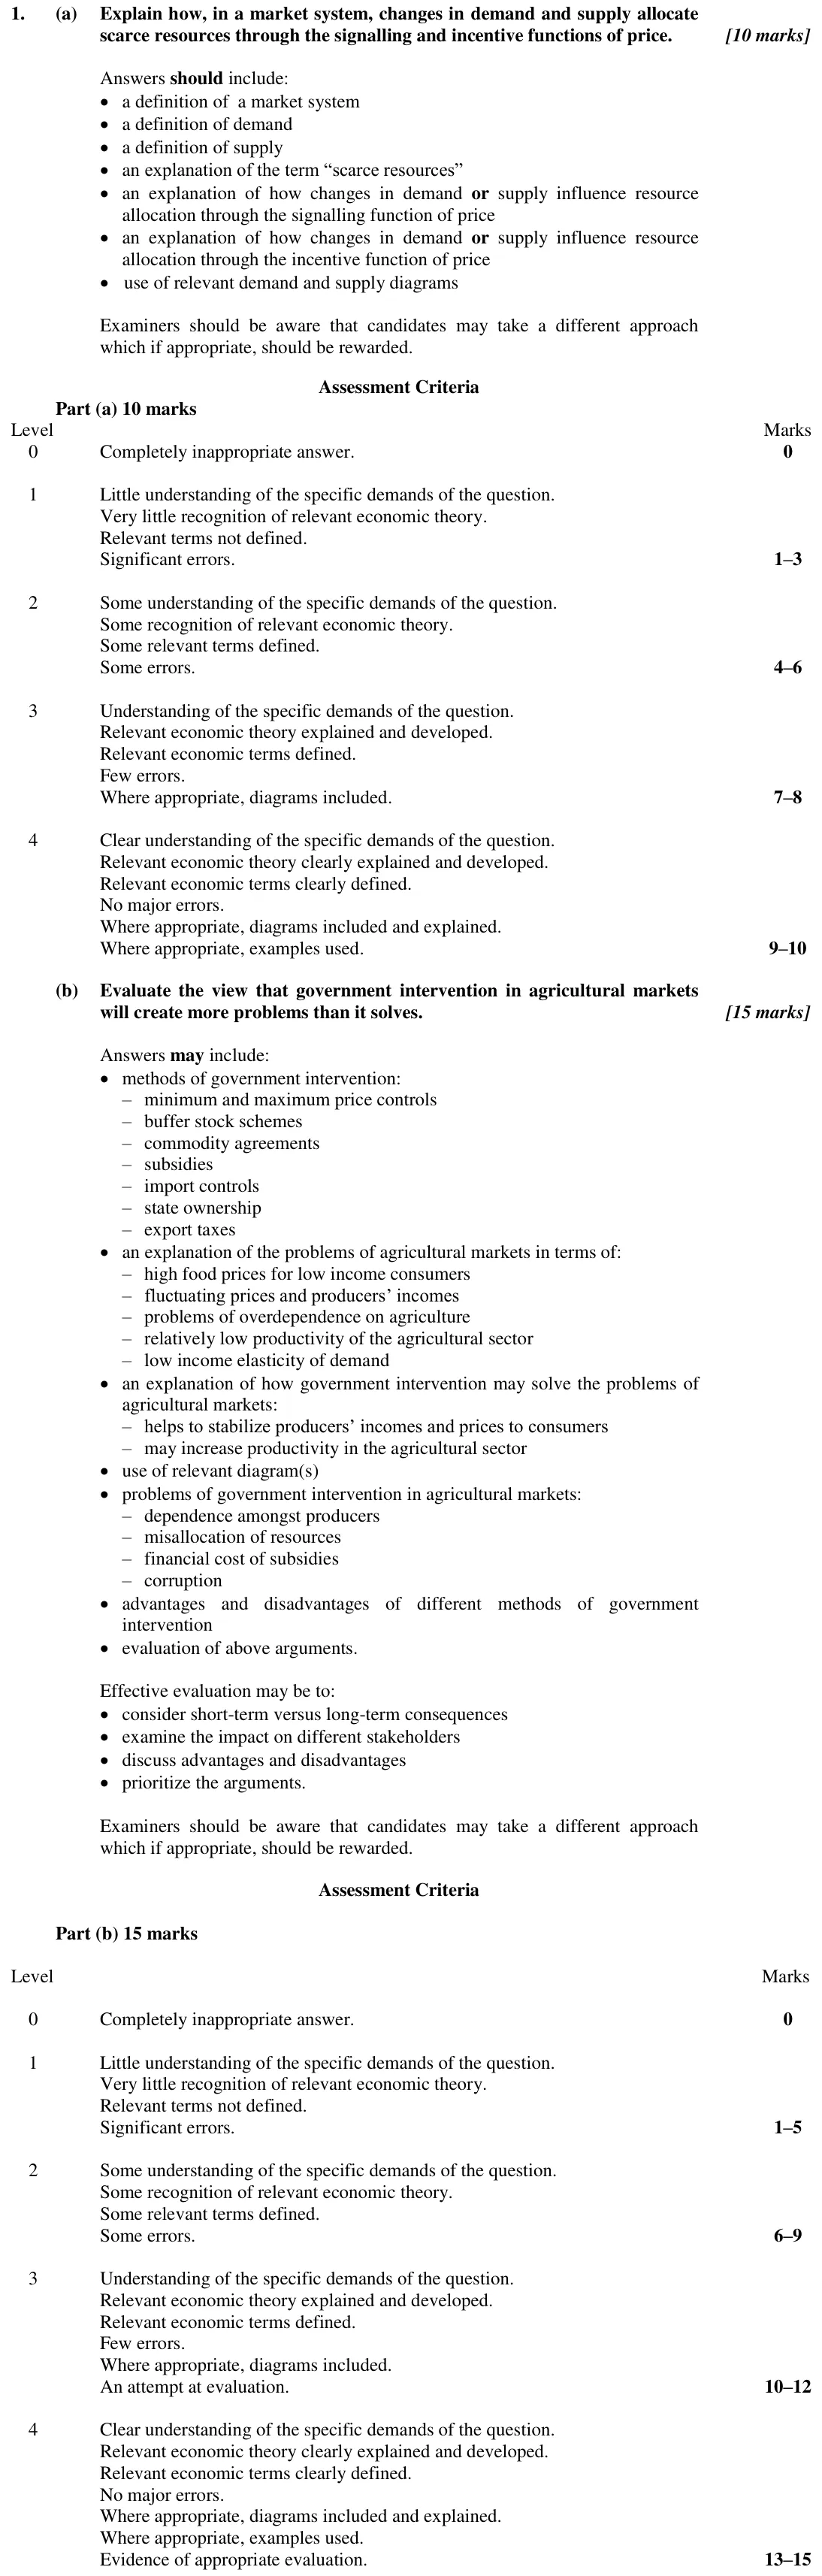 1. (a) Explain how, in a market system, changes in demand and supply allocate
scarce resources through the signalling and incentive functions of price. [10 marks]
Answers should include:
• a definition of a market system
• a definition of demand
• a definition of supply
• an explanation of the term “scarce resources”
• an explanation of how changes in demand or supply influence resource
allocation through the signalling function of price
• an explanation of how changes in demand or supply influence resource
allocation through the incentive function of price
• use of relevant demand and supply diagrams
Examiners should be aware that candidates may take a different approach
which if appropriate, should be rewarded.
Assessment Criteria
Part (a) 10 marks
Level Marks
0 Completely inappropriate answer. 0
1 Little understanding of the specific demands of the question.
Very little recognition of relevant economic theory.
Relevant terms not defined.
Significant errors. 1–3
2 Some understanding of the specific demands of the question.
Some recognition of relevant economic theory.
Some relevant terms defined.
Some errors. 4–6
3 Understanding of the specific demands of the question.
Relevant economic theory explained and developed.
Relevant economic terms defined.
Few errors.
Where appropriate, diagrams included. 7–8
4 Clear understanding of the specific demands of the question.
Relevant economic theory clearly explained and developed.
Relevant economic terms clearly defined.
No major errors.
Where appropriate, diagrams included and explained.
Where appropriate, examples used. 9–10
(b) Evaluate the view that government intervention in agricultural markets
will create more problems than it solves. [15 marks]
Answers may include:
• methods of government intervention:
– minimum and maximum price controls
– buffer stock schemes
– commodity agreements
– subsidies
– import controls
– state ownership
– export taxes
• an explanation of the problems of agricultural markets in terms of:
– high food prices for low income consumers
– fluctuating prices and producers’ incomes
– problems of overdependence on agriculture
– relatively low productivity of the agricultural sector
– low income elasticity of demand
• an explanation of how government intervention may solve the problems of
agricultural markets:
– helps to stabilize producers’ incomes and prices to consumers
– may increase productivity in the agricultural sector
• use of relevant diagram(s)
• problems of government intervention in agricultural markets:
– dependence amongst producers
– misallocation of resources
– financial cost of subsidies
– corruption
• advantages and disadvantages of different methods of government
intervention
• evaluation of above arguments.
Effective evaluation may be to:
• consider short-term versus long-term consequences
• examine the impact on different stakeholders
• discuss advantages and disadvantages
• prioritize the arguments.
Examiners should be aware that candidates may take a different approach
which if appropriate, should be rewarded.
Assessment Criteria
Part (b) 15 marks
Level Marks
0 Completely inappropriate answer. 0
1 Little understanding of the specific demands of the question.
Very little recognition of relevant economic theory.
Relevant terms not defined.
Significant errors. 1–5
2 Some understanding of the specific demands of the question.
Some recognition of relevant economic theory.
Some relevant terms defined.
Some errors. 6–9
3 Understanding of the specific demands of the question.
Relevant economic theory explained and developed.
Relevant economic terms defined.
Few errors.
Where appropriate, diagrams included.
An attempt at evaluation. 10–12
4 Clear understanding of the specific demands of the question.
Relevant economic theory clearly explained and developed.
Relevant economic terms clearly defined.
No major errors.
Where appropriate, diagrams included and explained.
Where appropriate, examples used.
Evidence of appropriate evaluation. 13–15